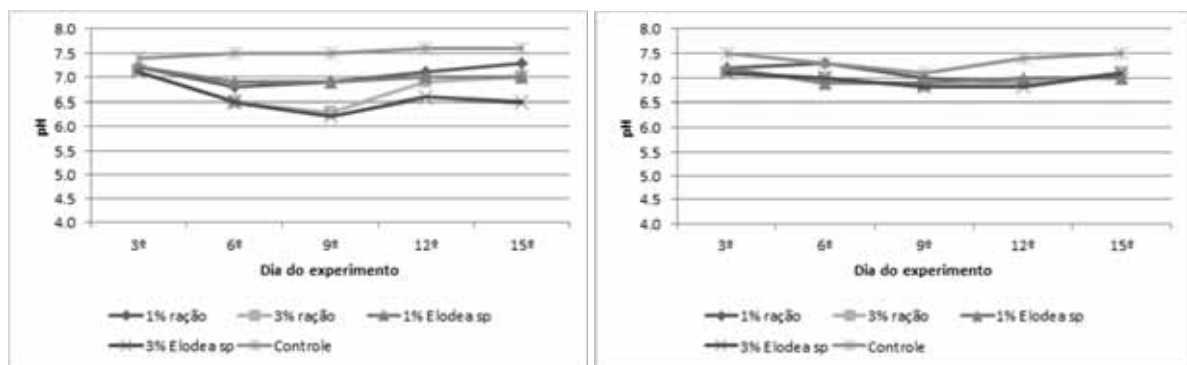 8.0
7.5
7.0
6.5
6.0
5.5
5.0
4.5
4.0
pH
3º 6º 9º 12º 15º
Dia do experimento
1% ração 3% ração 1% Elodea sp
3% Elodea sp Controle
8.0
7.5
7.0
6.5
6.0
5.5
5.0
4.5
4.0
pH
3º 6º 9º 12º 15º
Dia do experimento
1% ração 3% ração 1% Elodea sp
3% Elodea sp Controle